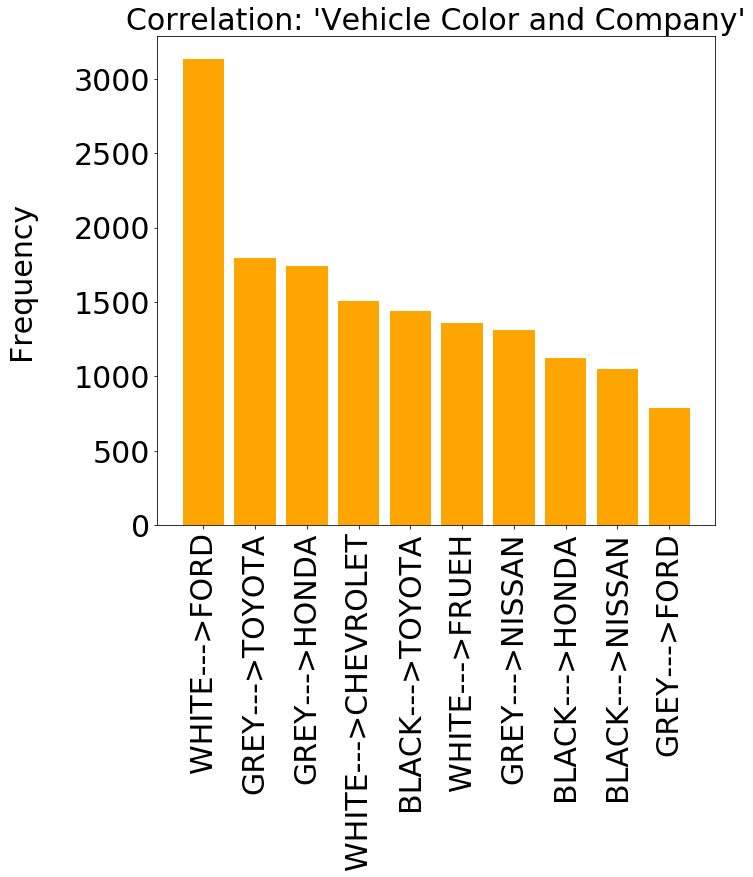 Correlation: 'Vehicle Color and Company'
Frequency
3000
2500
2000
1500
1000
500
0
WHITE---->FORD
GREY---->TOYOTA
GREY---->HONDA
WHITE---->CHEVROLET
BLACK---->TOYOTA
WHITE---->FRUEH
GREY---->NISSAN
BLACK---->HONDA
BLACK---->NISSAN
GREY---->FORD